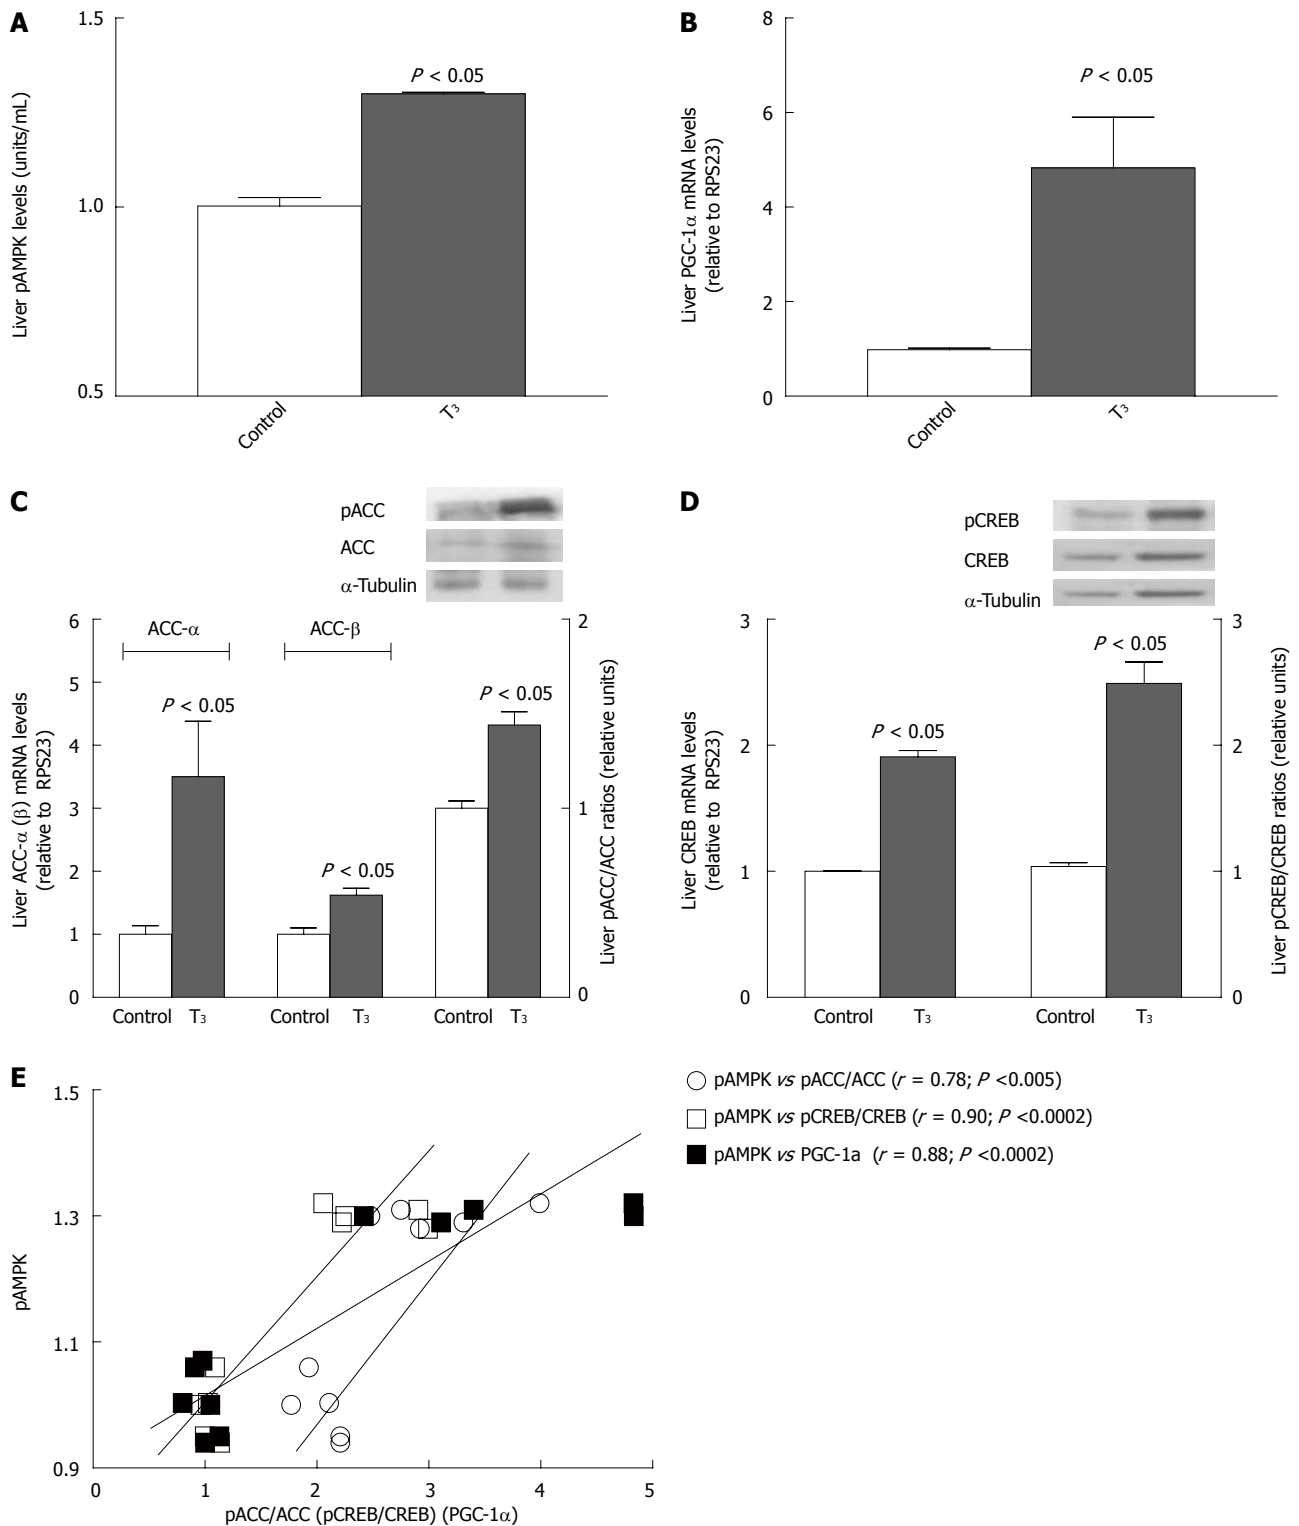 A
1.5
1.0
0.5
Liver pAMPK levels (units/mL)
P < 0.05
Control
T3
B
8
6
4
2
0
Liver PGC-1α mRNA levels
(relative to RPS23)
P < 0.05
Control
T3
C
pACC
ACC
α-Tubulin
6
5
4
3
2
1
0
Liver ACC-α (β) mRNA levels
(relative to RPS23)
ACC-α
ACC-β
P < 0.05
P < 0.05
P < 0.05
2
1
0
Liver pACC/ACC ratios (relative units)
Control T3 Control T3 Control T3
D
pCREB
CREB
α-Tubulin
3
2
1
0
Liver CREB mRNA levels
(relative to RPS23)
P < 0.05
P < 0.05
3
2
1
0
Liver pCREB/CREB ratios (relative units)
Control T3 Control T3
E
1.5
1.3
1.1
0.9
pAMPK
0 1 2 3 4 5
pACC/ACC (pCREB/CREB) (PGC-1α)
pAMPK vs pACC/ACC (r = 0.78; P <0.005)
pAMPK vs pCREB/CREB (r = 0.90; P <0.0002)
pAMPK vs PGC-1a (r = 0.88; P <0.0002)